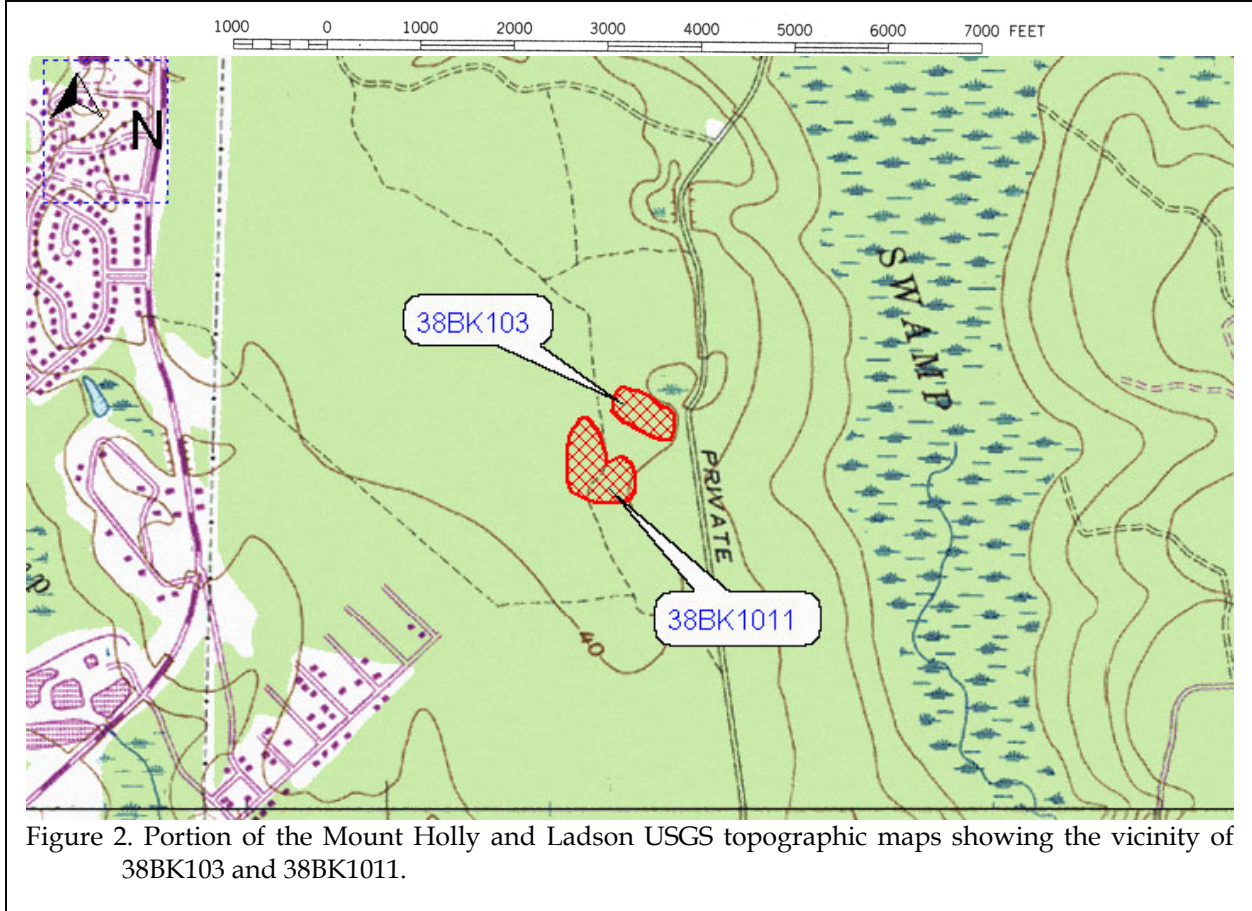 1000 0 1000 2000 3000 4000 5000 6000 7000 FEET
N
SWAMP
38BK103
PRIVATE
38BK1011
40
Figure 2. Portion of the Mount Holly and Ladson USGS topographic maps showing the vicinity of
38BK103 and 38BK1011.